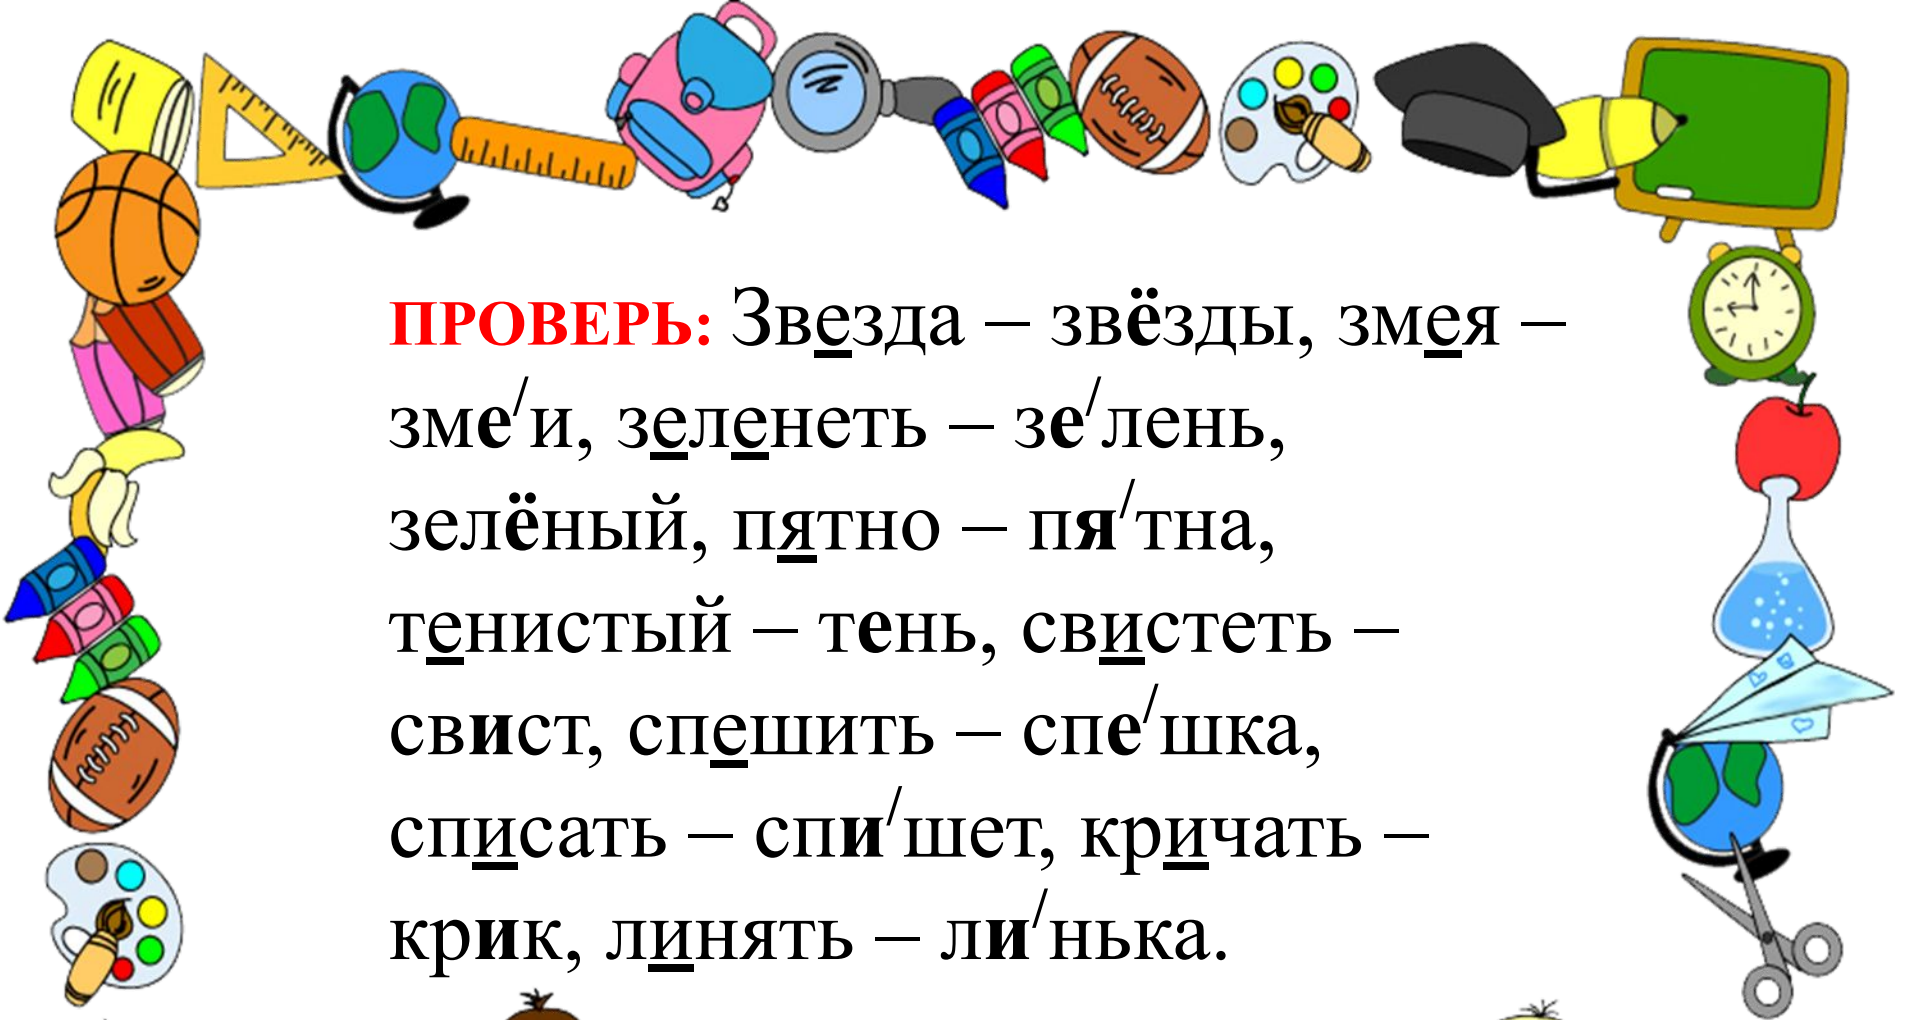 ПРОВЕРЬ: Звезда – звёзды, змея –
зме/и, зеленеть – зе/лень,
зелёный, пятно – пя/тна,
тенистый – тень, свистеть –
свист, спешить – спе/шка,
списать – спи/шет, кричать –
крик, линять – ли/нька.